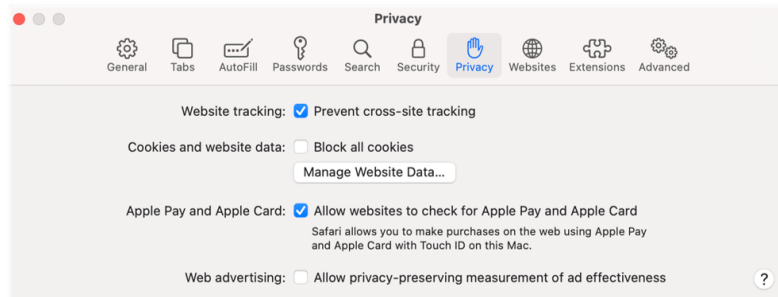 Privacy
General Tabs AutoFill Passwords Search Security Privacy Websites Extensions Advanced
Website tracking: Prevent cross-site tracking
Cookies and website data: Block all cookies
Manage Website Data...
Apple Pay and Apple Card: Allow websites to check for Apple Pay and Apple Card
Safari allows you to make purchases on the web using Apple Pay
and Apple Card with Touch ID on this Mac.
Web advertising: Allow privacy-preserving measurement of ad effectiveness
?